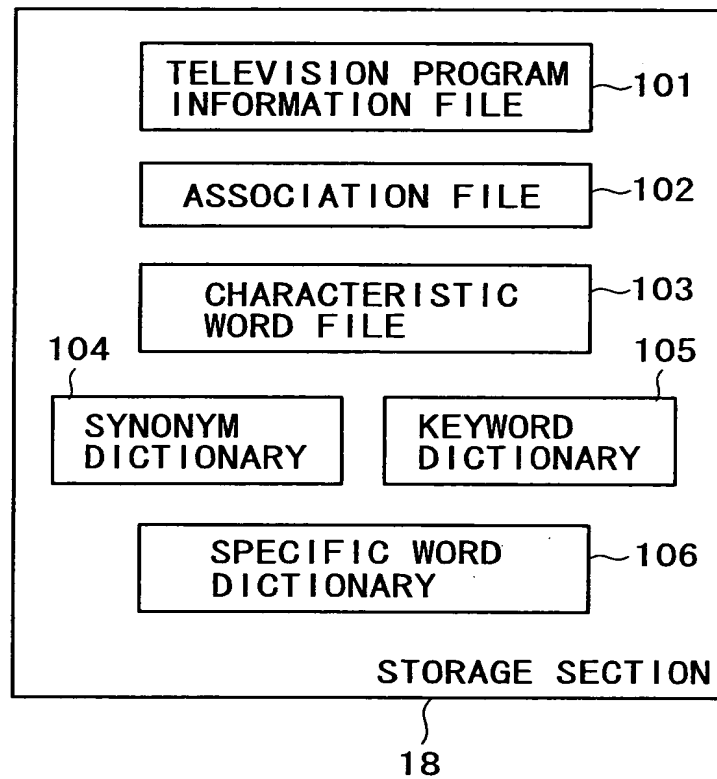 TELEVISION PROGRAM
INFORMATION FILE
101
ASSOCIATION FILE
102
CHARACTERISTIC
WORD FILE
103
104
SYNONYM
DICTIONARY
105
KEYWORD
DICTIONARY
SPECIFIC WORD
DICTIONARY
106
STORAGE SECTION
18